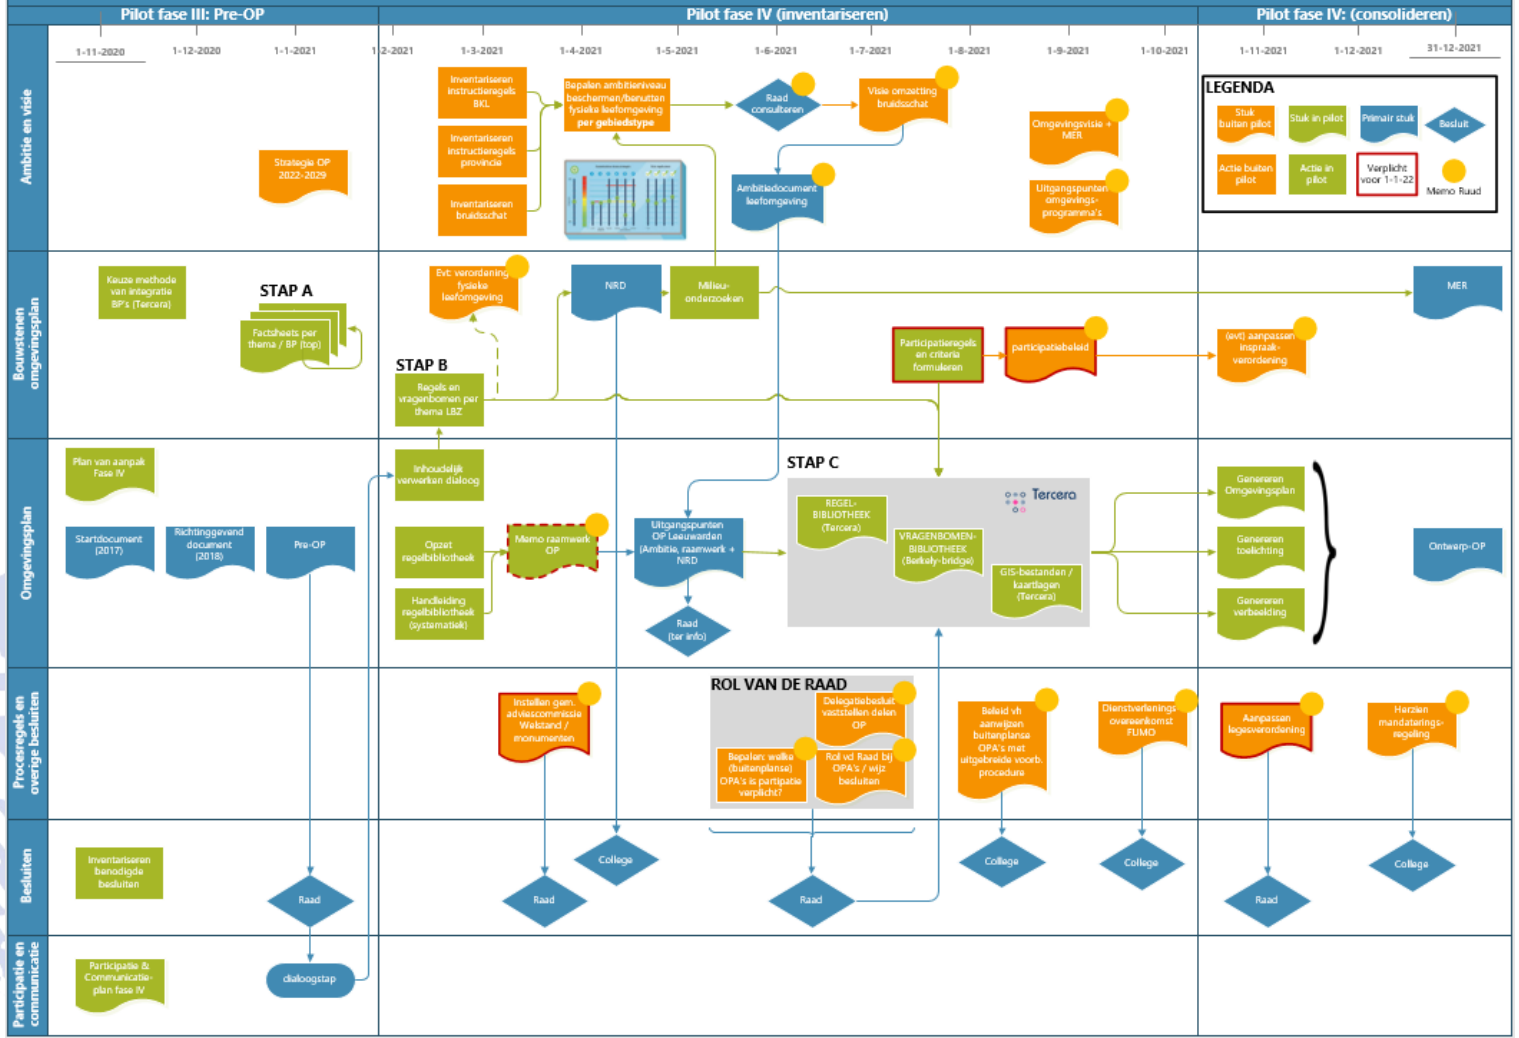 Pilot fase III: Pre-OP
Pilot fase IV (inventariseren)
Pilot fase IV: (consolideren)
1-11-2020
1-12-2020
1-1-2021
1-2-2021
1-3-2021
1-4-2021
1-5-2021
1-6-2021
1-7-2021
1-8-2021
1-9-2021
1-10-2021
1-11-2021
1-12-2021
31-12-2021
Ambitie en visie
Strategie OP
2022-2029
Inventariseren
instructieregels
BKL
Inventariseren
instructieregels
provincie
Inventariseren
bruidsschat
Bepalen ambitieniveau
beschermen/benutten
fysieke leefomgeving
per gebiedstype
Raad
consulteren
Visie omzetting
bruidsschat
Ambitiedocument
leefomgeving
Omgevingsvisie +
MER
Uitgangspunten
omgevings-
programma's
LEGENDA
Stuk
buiten pilot
Stuk in pilot
Primair stuk
Besluit
Actie buiten
pilot
Actie in
pilot
Verplicht
voor 1-1-22
Memo Ruud
Bouwstenen
omgevingsplan
Keuze methode
van integratie
BP's (Tercera)
STAP A
Factsheets per
thema / BP (top)
Evt: verordening
fysieke
leefomgeving
NRD
Milieu-
onderzoeken
MER
STAP B
Regels en
vragenbomen per
thema LBZ
Participatieregels
en criteria
formuleren
participatiebeleid
(evt) aanpassen
inspraak-
verordening
Omgevingsplan
Plan van aanpak
Fase IV
Startdocument
(2017)
Richtinggevend
document
(2018)
Pre-OP
Inhoudelijk
verwerken dialoog
Opzet
regelbibliotheek
Handleiding
regelbibliotheek
(systematiek)
Memo raamwerk
OP
Uitgangspunten
OP Leeuwarden
(Ambitie, raamwerk +
NRD
Raad
(ter info)
STAP C
Tercera
REGEL-
BIBLIOTHEEK
(Tercera)
VRAGENBOMEN-
BIBLIOTHEEK
(Berkely-bridge)
GIS-bestanden /
kaartlagen
(Tercera)
Genereren
Omgevingsplan
Genereren
toelichting
Genereren
verbeelding
Ontwerp-OP
Procesregels en
overige besluiten
Instellen gem.
adviescommissie
Welstand /
monumenten
ROL VAN DE RAAD
Delegatiebesluit
vaststellen delen
OP
Bepalen: welke
(buitenplanse)
OPA's is partipatie
verplicht?
Rol vd Raad bij
OPA's / wijz
besluiten
Beleid vh
aanwijzen
buitenplanse
OPA's met
uitgebreide voorb.
procedure
Dienstverlenings
overeenkomst
FUMO
Aanpassen
legesverordening
Herzien
mandaterings-
regeling
Besluiten
Inventariseren
benodigde
besluiten
Raad
Raad
College
Raad
College
College
Raad
College
Participatie en
communicatie
Participatie &
Communicatie-
plan fase IV
dialoogstap